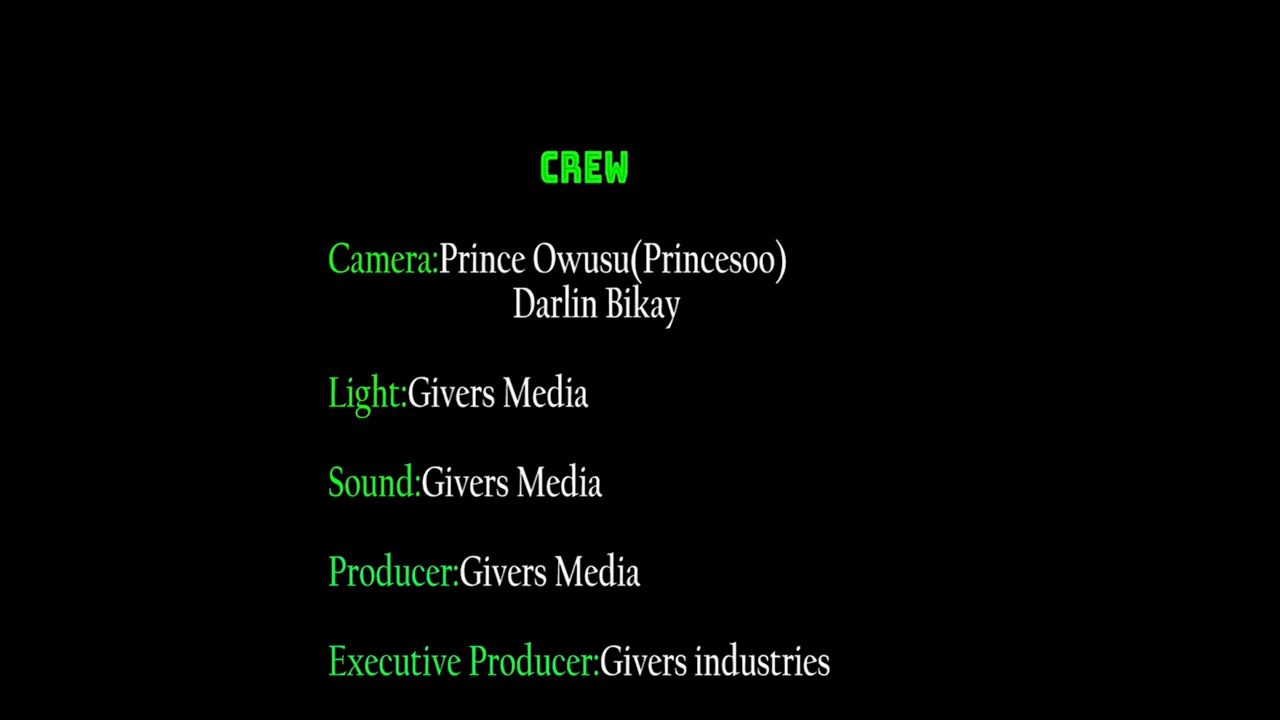 CREW
Camera:Prince Owusu(Princesoo)
Darlin Bikay
Light:Givers Media
Sound:Givers Media
Producer:Givers Media
Executive Producer:Givers industries